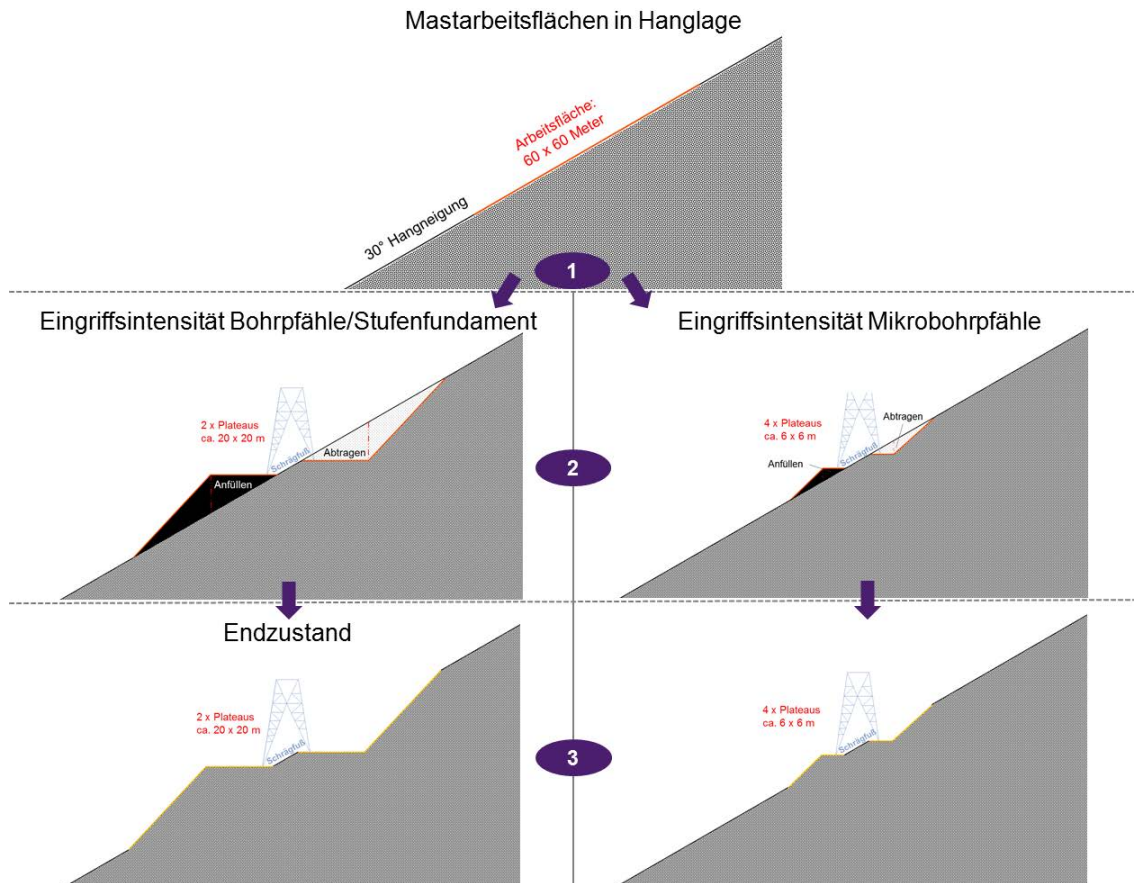 Mastarbeitsflächen in Hanglage
Arbeitsfläche:
60 x 60 Meter
30° Hangneigung
1
Eingriffsintensität Bohrpfähle/Stufenfundament
2 x Plateaus
ca. 20 x 20 m
Schrägfuß
Abtragen
Anfüllen
Eingriffsintensität Mikrobohrpfähle
4 x Plateaus
ca. 6 x 6 m
Abtragen
Anfüllen
Schrägfuß
2
Endzustand
2 x Plateaus
ca. 20 x 20 m
Schrägfuß
4 x Plateaus
ca. 6 x 6 m
Schrägfuß
3